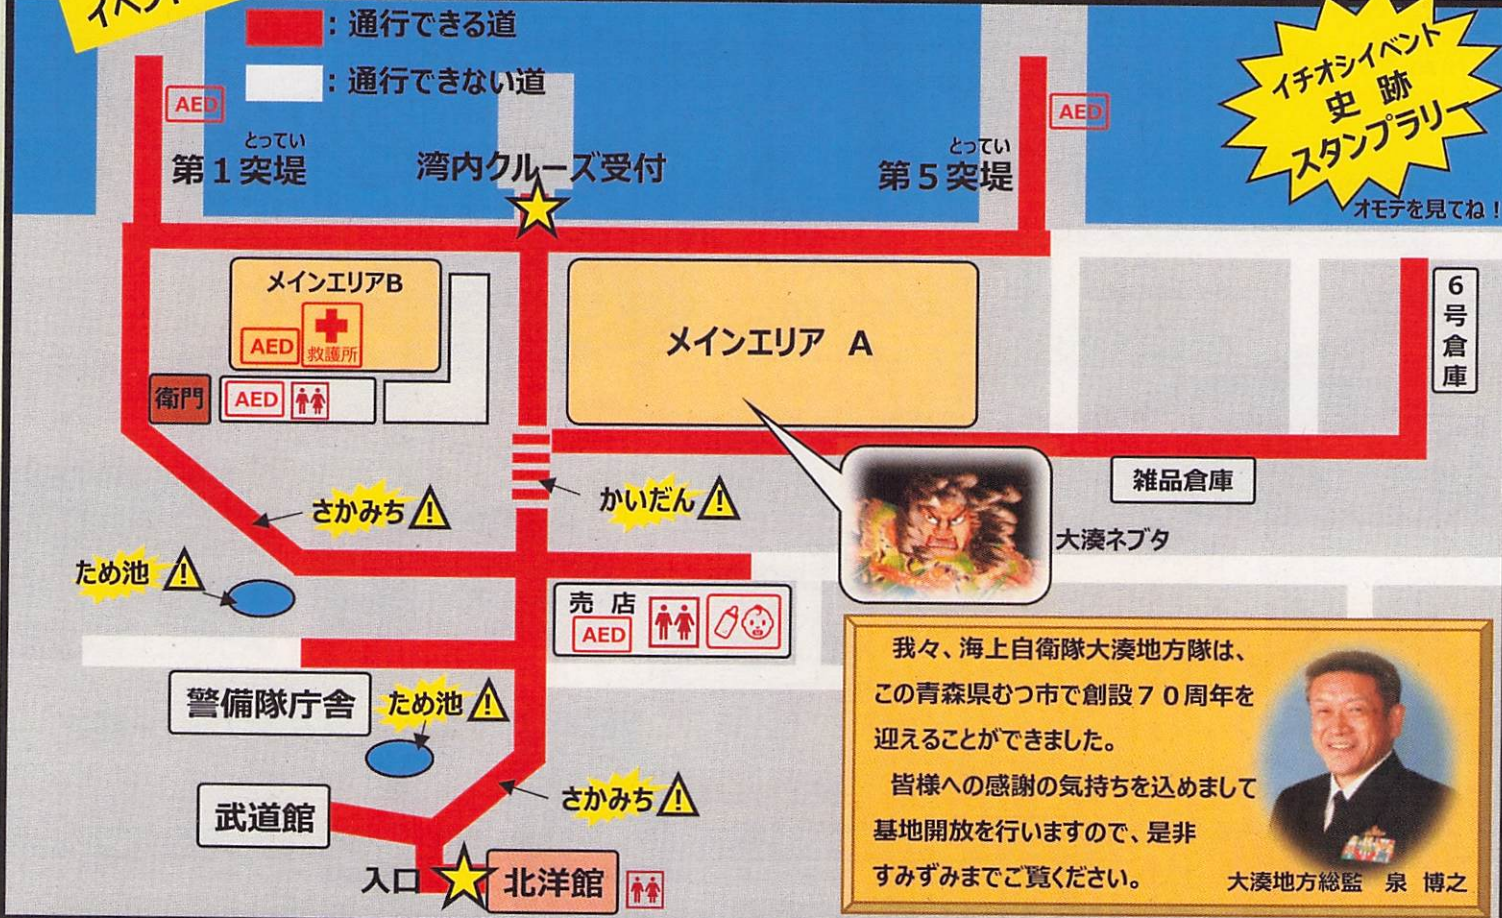 イベント
：通行できる道
：通行できない道
イチオシイベント
史跡
スタンプラリー
オモテを見てね！
AED
とってい
第1突堤
湾内クルーズ受付
とってい
第5突堤
AED
メインエリアB
AED
救護所
メインエリア A
6号倉庫
衛門
AED
さかみち
かいだん
雑品倉庫
大湊ネブタ
ため池
売店
AED
警備隊庁舎
ため池
さかみち
武道館
入口
北洋館
我々、海上自衛隊大湊地方隊は、
この青森県むつ市で創設７０周年を
迎えることができました。
皆様への感謝の気持ちを込めまして
基地開放を行いますので、是非
すみずみまでご覧ください。
大湊地方総監 泉 博之